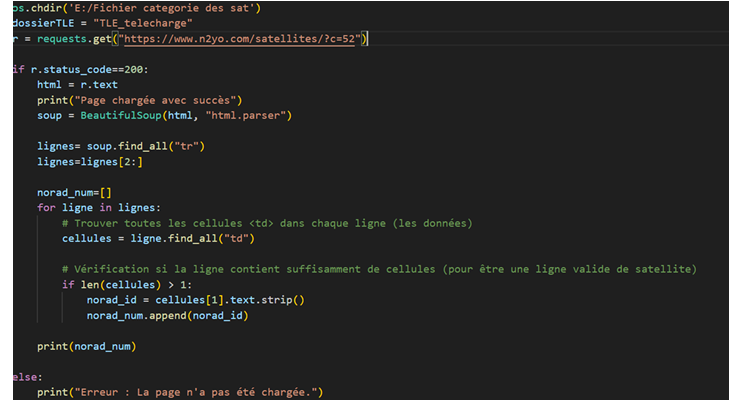 os.chdir('E:/Fichier categorie des sat')
dossierTLE = "TLE_telecharge"
r = requests.get("https://www.n2yo.com/satellites/?c=52")
if r.status_code==200:
    html = r.text
    print("Page chargée avec succès")
    soup = BeautifulSoup(html, "html.parser")
    lignes= soup.find_all("tr")
    lignes=lignes[2:]
    norad_num=[]
    for ligne in lignes:
        # Trouver toutes les cellules <td> dans chaque ligne (les données)
        cellules = ligne.find_all("td")
        # Vérification si la ligne contient suffisamment de cellules (pour être une ligne valide de satellite)
        if len(cellules) > 1:
            norad_id = cellules[1].text.strip()
            norad_num.append(norad_id)
    print(norad_num)
else:
    print("Erreur : La page n'a pas été chargée.")